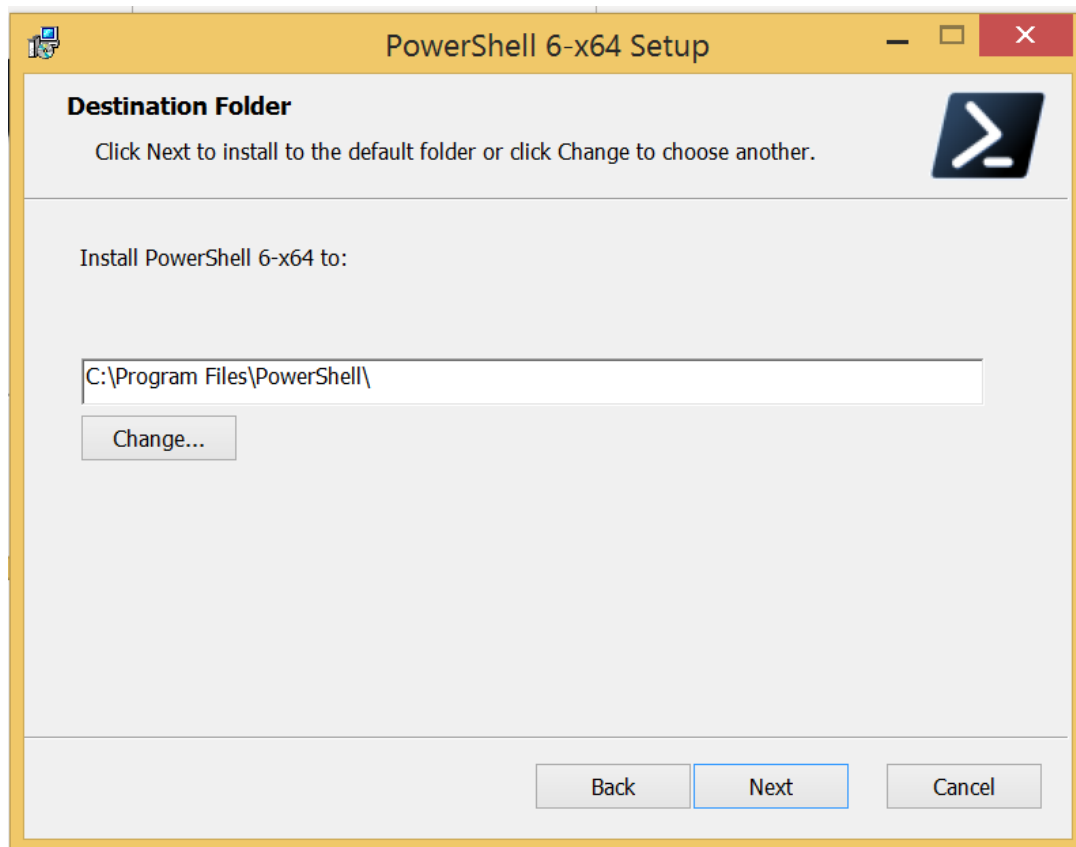 PowerShell 6-x64 Setup
Destination Folder
Click Next to install to the default folder or click Change to choose another.
Install PowerShell 6-x64 to:
C:\Program Files\PowerShell\
Change...
Back
Next
Cancel